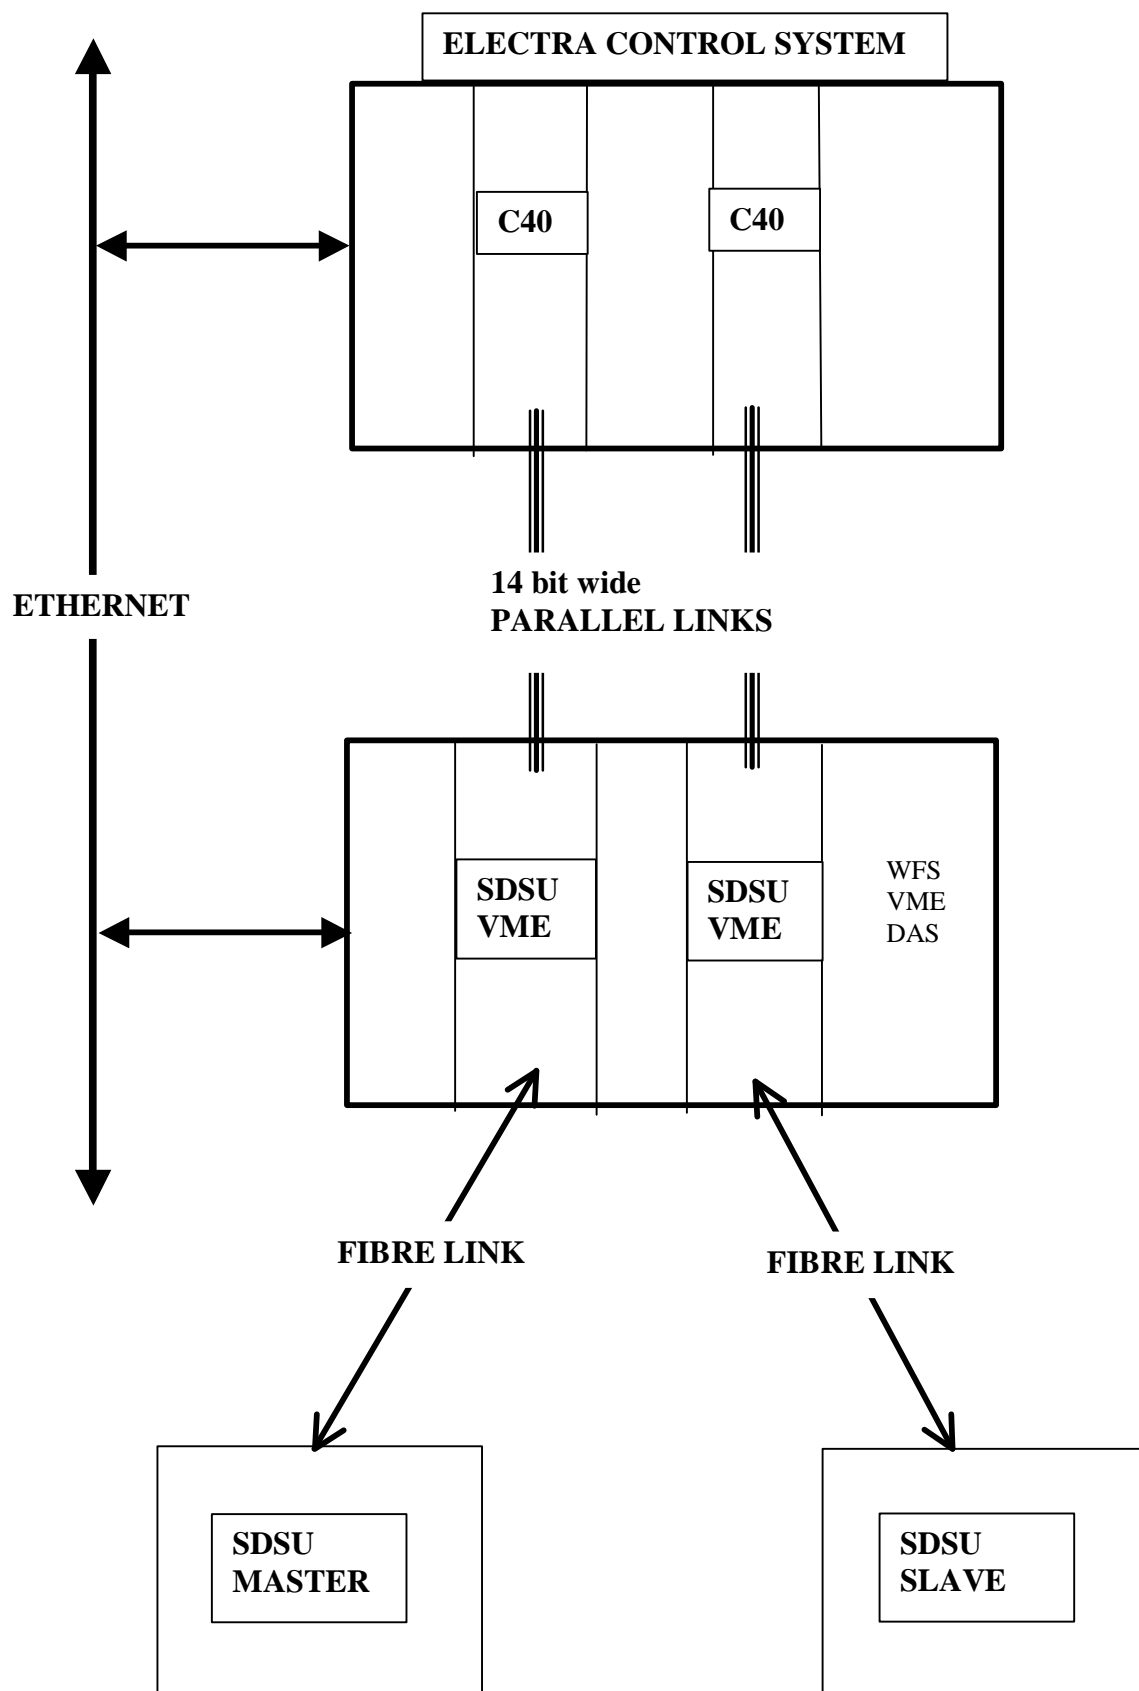 ELECTRA CONTROL SYSTEM
C40
C40
14 bit wide
PARALLEL LINKS
ETHERNET
SDSU
VME
SDSU
VME
WFS
VME
DAS
FIBRE LINK
FIBRE LINK
SDSU
MASTER
SDSU
SLAVE